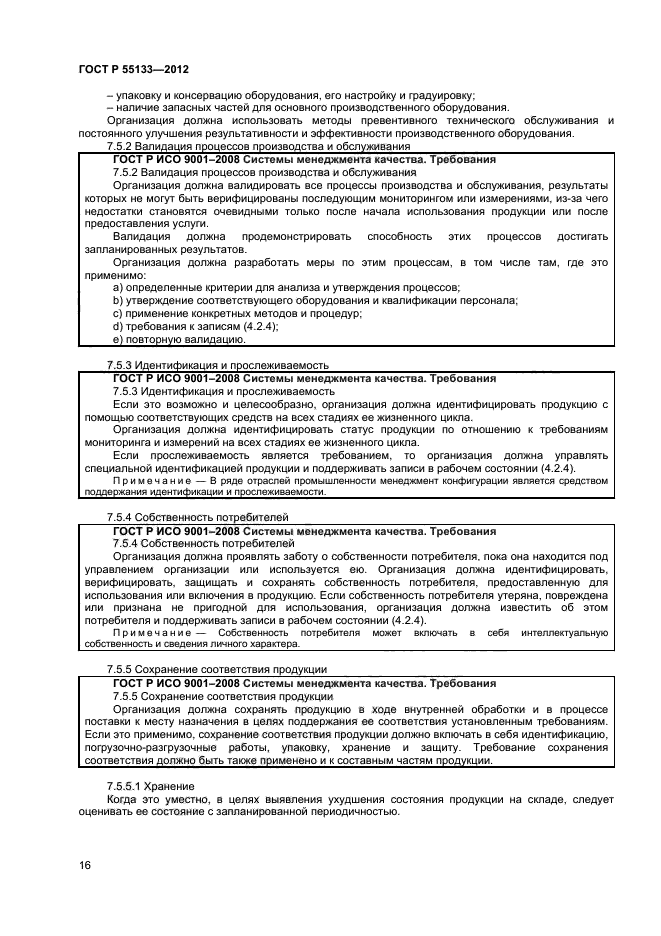 ГОСТ Р 55133—2012
– упаковку и консервацию оборудования, его настройку и градуировку;
– наличие запасных частей для основного производственного оборудования.
Организация должна использовать методы превентивного технического обслуживания и
постоянного улучшения результативности и эффективности производственного оборудования.
7.5.2 Валидация процессов производства и обслуживания
ГОСТ Р ИСО 9001–2008 Системы менеджмента качества. Требования
7.5.2 Валидация процессов производства и обслуживания
Организация должна валидировать все процессы производства и обслуживания, результаты
которых не могут быть верифицированы последующим мониторингом или измерениями, из-за чего
недостатки становятся очевидными только после начала использования продукции или после
предоставления услуги.
Валидация должна продемонстрировать способность этих процессов достигать
запланированных результатов.
Организация должна разработать меры по этим процессам, в том числе там, где это
применимо:
a) определенные критерии для анализа и утверждения процессов;
b) утверждение соответствующего оборудования и квалификации персонала;
c) применение конкретных методов и процедур;
d) требования к записям (4.2.4);
e) повторную валидацию.
7.5.3 Идентификация и прослеживаемость
ГОСТ Р ИСО 9001–2008 Системы менеджмента качества. Требования
7.5.3 Идентификация и прослеживаемость
Если это возможно и целесообразно, организация должна идентифицировать продукцию с
помощью соответствующих средств на всех стадиях ее жизненного цикла.
Организация должна идентифицировать статус продукции по отношению к требованиям
мониторинга и измерений на всех стадиях ее жизненного цикла.
Если прослеживаемость является требованием, то организация должна управлять
специальной идентификацией продукции и поддерживать записи в рабочем состоянии (4.2.4).
Примечание — В ряде отраслей промышленности менеджмент конфигурации является средством
поддержания идентификации и прослеживаемости.
7.5.4 Собственность потребителей
ГОСТ Р ИСО 9001–2008 Системы менеджмента качества. Требования
7.5.4 Собственность потребителей
Организация должна проявлять заботу о собственности потребителя, пока она находится под
управлением организации или используется ею. Организация должна идентифицировать,
верифицировать, защищать и сохранять собственность потребителя, предоставленную для
использования или включения в продукцию. Если собственность потребителя утеряна, повреждена
или признана не пригодной для использования, организация должна известить об этом
потребителя и поддерживать записи в рабочем состоянии (4.2.4).
Примечание — Собственность потребителя может включать в себя интеллектуальную
собственность и сведения личного характера.
7.5.5 Сохранение соответствия продукции
ГОСТ Р ИСО 9001–2008 Системы менеджмента качества. Требования
7.5.5 Сохранение соответствия продукции
Организация должна сохранять продукцию в ходе внутренней обработки и в процессе
поставки к месту назначения в целях поддержания ее соответствия установленным требованиям.
Если это применимо, сохранение соответствия продукции должно включать в себя идентификацию,
погрузочно-разгрузочные работы, упаковку, хранение и защиту. Требование сохранения
соответствия должно быть также применено и к составным частям продукции.
7.5.5.1 Хранение
Когда это уместно, в целях выявления ухудшения состояния продукции на складе, следует
оценивать ее состояние с запланированной периодичностью.
16